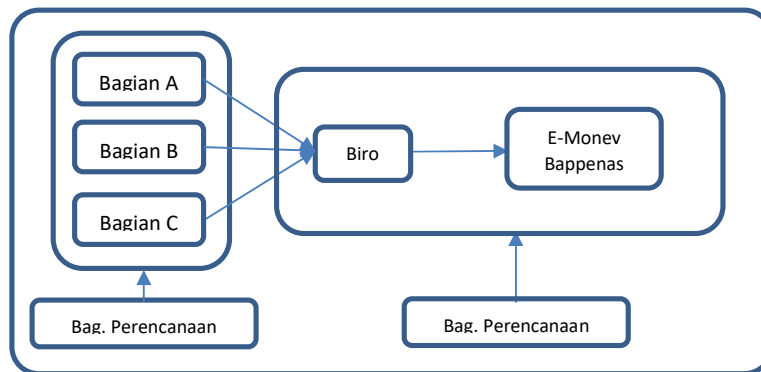 Bagian A
Bagian B
Bagian C
Biro
E-Monev
Bappenas
Bag. Perencanaan
Bag. Perencanaan